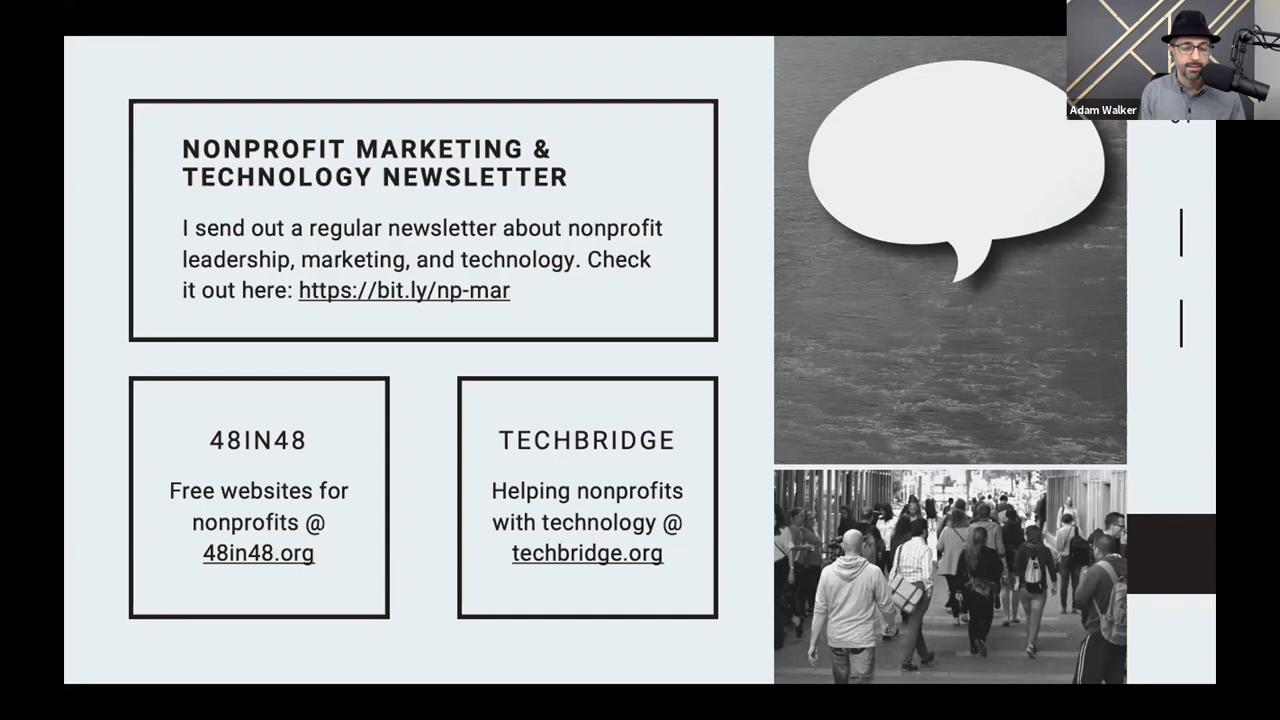 NONPROFIT MARKETING &
TECHNOLOGY NEWSLETTER
I send out a regular newsletter about nonprofit
leadership, marketing, and technology. Check
it out here: https://bit.ly/np-mar
48IN48
Free websites for
nonprofits @
48in48.org
TECHBRIDGE
Helping nonprofits
with technology @
techbridge.org
Adam Walker